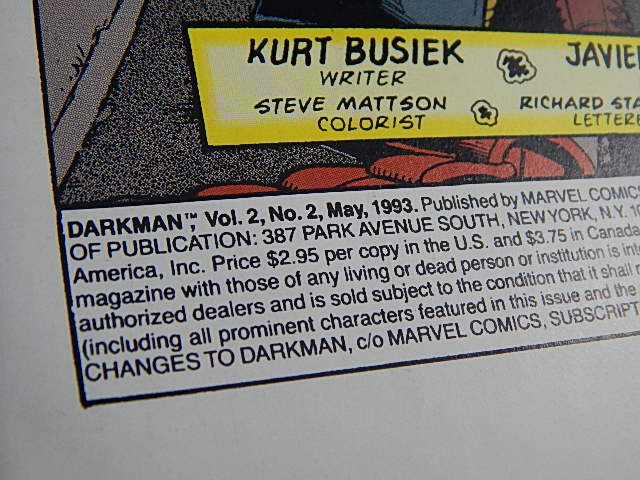 KURT BUSIEK
WRITER
JAVIE
STEVE MATTSON
COLORIST
RICHARD STA
LETTERE
DARKMAN™, Vol. 2, No. 2, May, 1993. Published by MARVEL COMIC
OF PUBLICATION: 387 PARK AVENUE SOUTH, NEW YORK, N.Y. 1
America, Inc. Price $2.95 per copy in the U.S. and $3.75 in Canada
magazine with those of any living or dead person or institution is inte
authorized dealers and is sold subject to the condition that it shall n
(including all prominent characters featured in this issue and the
CHANGES TO DARKMAN, c/o MARVEL COMICS, SUBSCRIPT